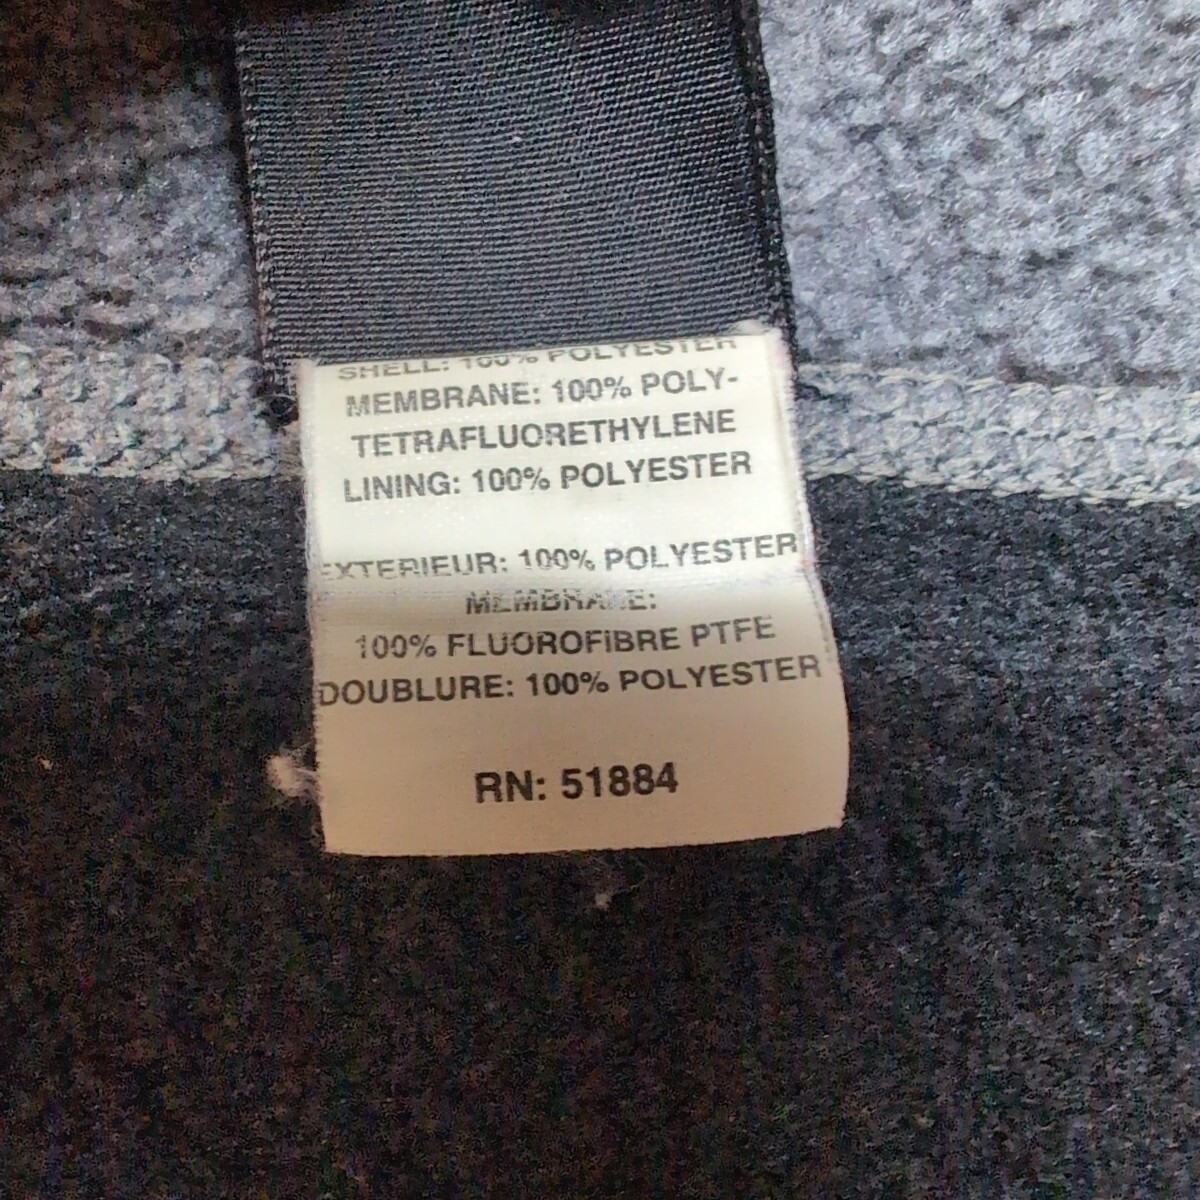 SHELL: 100% POLYESTER
MEMBRANE: 100% POLY-
TETRAFLUORETHYLENE
LINING: 100% POLYESTER
EXTERIEUR: 100% POLYESTER
MEMBRANE:
100% FLUOROFIBRE PTFE
DOUBLURE: 100% POLYESTER
RN: 51884